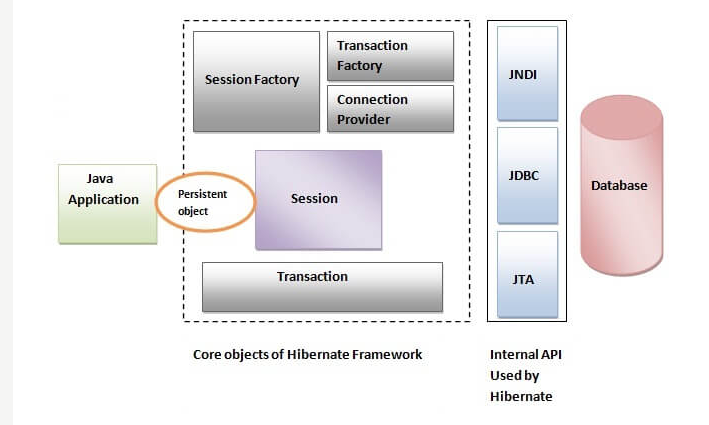 Session Factory
Transaction
Factory
Connection
Provider
JNDI
JDBC
JTA
Database
Java
Application
Persistent
object
Session
Transaction
Core objects of Hibernate Framework
Internal API
Used by
Hibernate